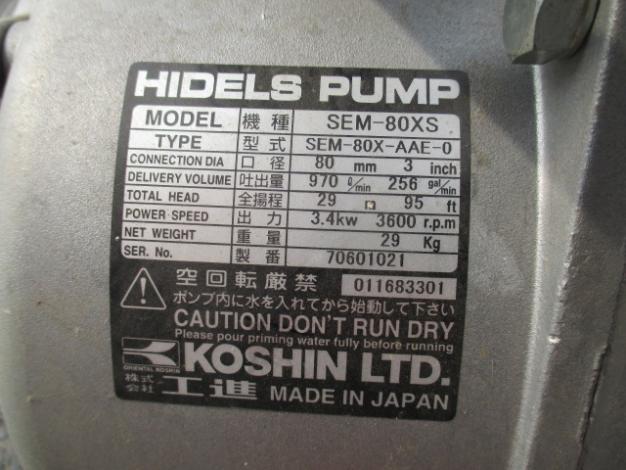 HIDELS PUMP
MODEL 機種 SEM-80XS
TYPE 型式 SEM-80X-AAE-0
CONNECTION DIA 口径 80 mm 3 inch
DELIVERY VOLUME 吐出量 970 ℓ/min 256 gal/min
TOTAL HEAD 全揚程 29 95 ft
POWER·SPEED 出力 3.4kw 3600 r.p.m
NET WEIGHT 重量 29 Kg
SER. No. 製番 70601021
空回転厳禁 011683301
ポンプ内に水を入れてから始動して下さい
CAUTION DON'T RUN DRY
Please pour priming water fully before running
KOSHIN LTD.
ORIENTAL KOSHIN
株式会社 工進 MADE IN JAPAN